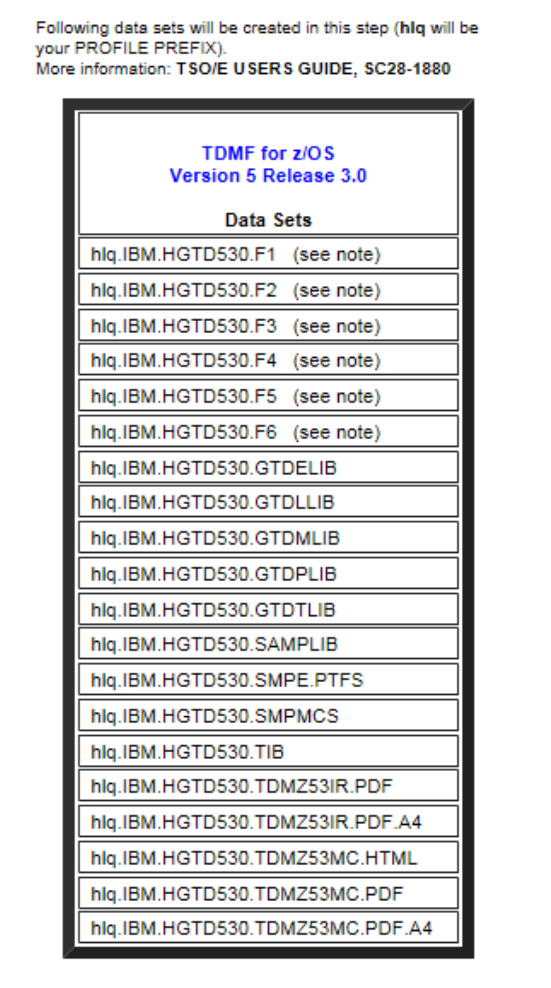 Following data sets will be created in this step (hlq will be
your PROFILE PREFIX).
More information: TSO/E USERS GUIDE, SC28-1880
TDMF for z/OS
Version 5 Release 3.0
Data Sets
hlq.IBM.HGTD530.F1 (see note)
hlq.IBM.HGTD530.F2 (see note)
hlq.IBM.HGTD530.F3 (see note)
hlq.IBM.HGTD530.F4 (see note)
hlq.IBM.HGTD530.F5 (see note)
hlq.IBM.HGTD530.F6 (see note)
hlq.IBM.HGTD530.GTDELIB
hlq.IBM.HGTD530.GTDLLIB
hlq.IBM.HGTD530.GTDMLIB
hlq.IBM.HGTD530.GTDPLIB
hlq.IBM.HGTD530.GTDTLIB
hlq.IBM.HGTD530.SAMPLIB
hlq.IBM.HGTD530.SMPE.PTFS
hlq.IBM.HGTD530.SMPMCS
hlq.IBM.HGTD530.TIB
hlq.IBM.HGTD530.TDMZ53IR.PDF
hlq.IBM.HGTD530.TDMZ53IR.PDF.A4
hlq.IBM.HGTD530.TDMZ53MC.HTML
hlq.IBM.HGTD530.TDMZ53MC.PDF
hlq.IBM.HGTD530.TDMZ53MC.PDF.A4